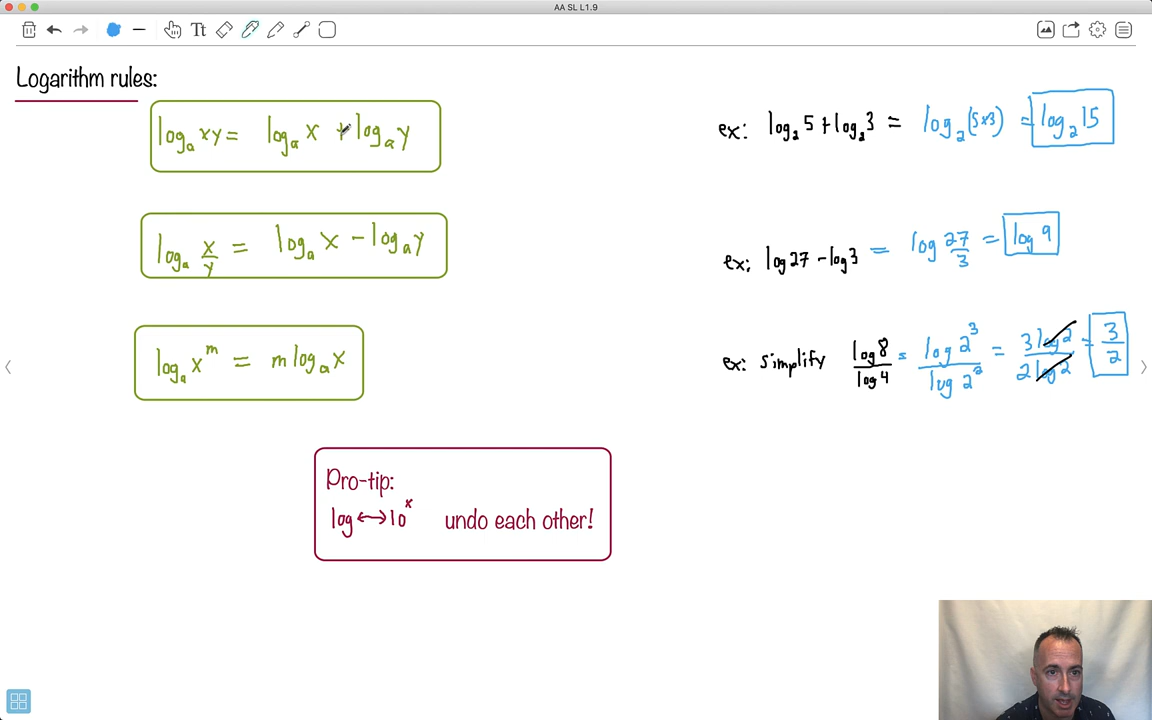 AA SL L1.9
Tt
Logarithm rules:
logₐ xy = logₐ x + logₐ y
ex: log₂ 5 + log₂ 3 = log₂ (5×3) = log₂ 15
logₐ x/y = logₐ x − logₐ y
ex: log 27 − log 3 = log 27/3 = log 9
logₐ xᵐ = m logₐ x
ex: simplify log 8 / log 4 = log 2³ / log 2² = 3 log 2 / 2 log 2 = 3/2
Pro-tip:
log ↔ 10ˣ undo each other!